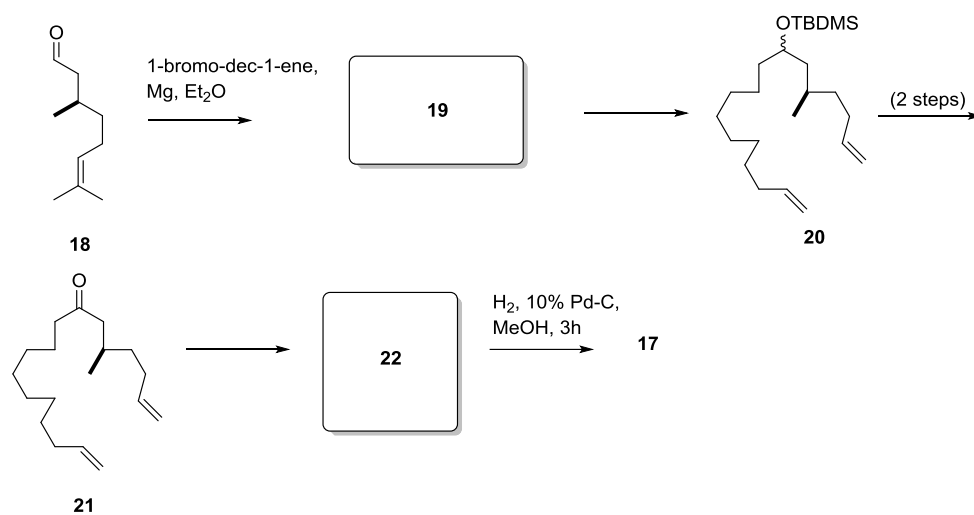 O
1-bromo-dec-1-ene,
Mg, Et₂O
19
OTBDMS
(2 steps)
18
20
O
22
H₂, 10% Pd-C,
MeOH, 3h
17
21